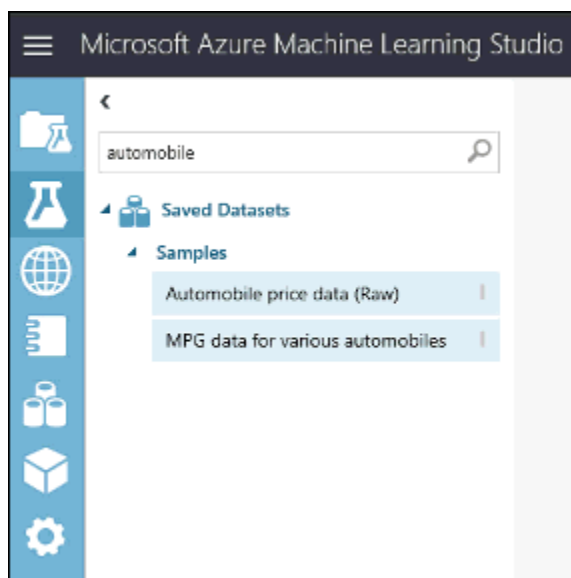 Microsoft Azure Machine Learning Studio
automobile
Saved Datasets
Samples
Automobile price data (Raw)
MPG data for various automobiles